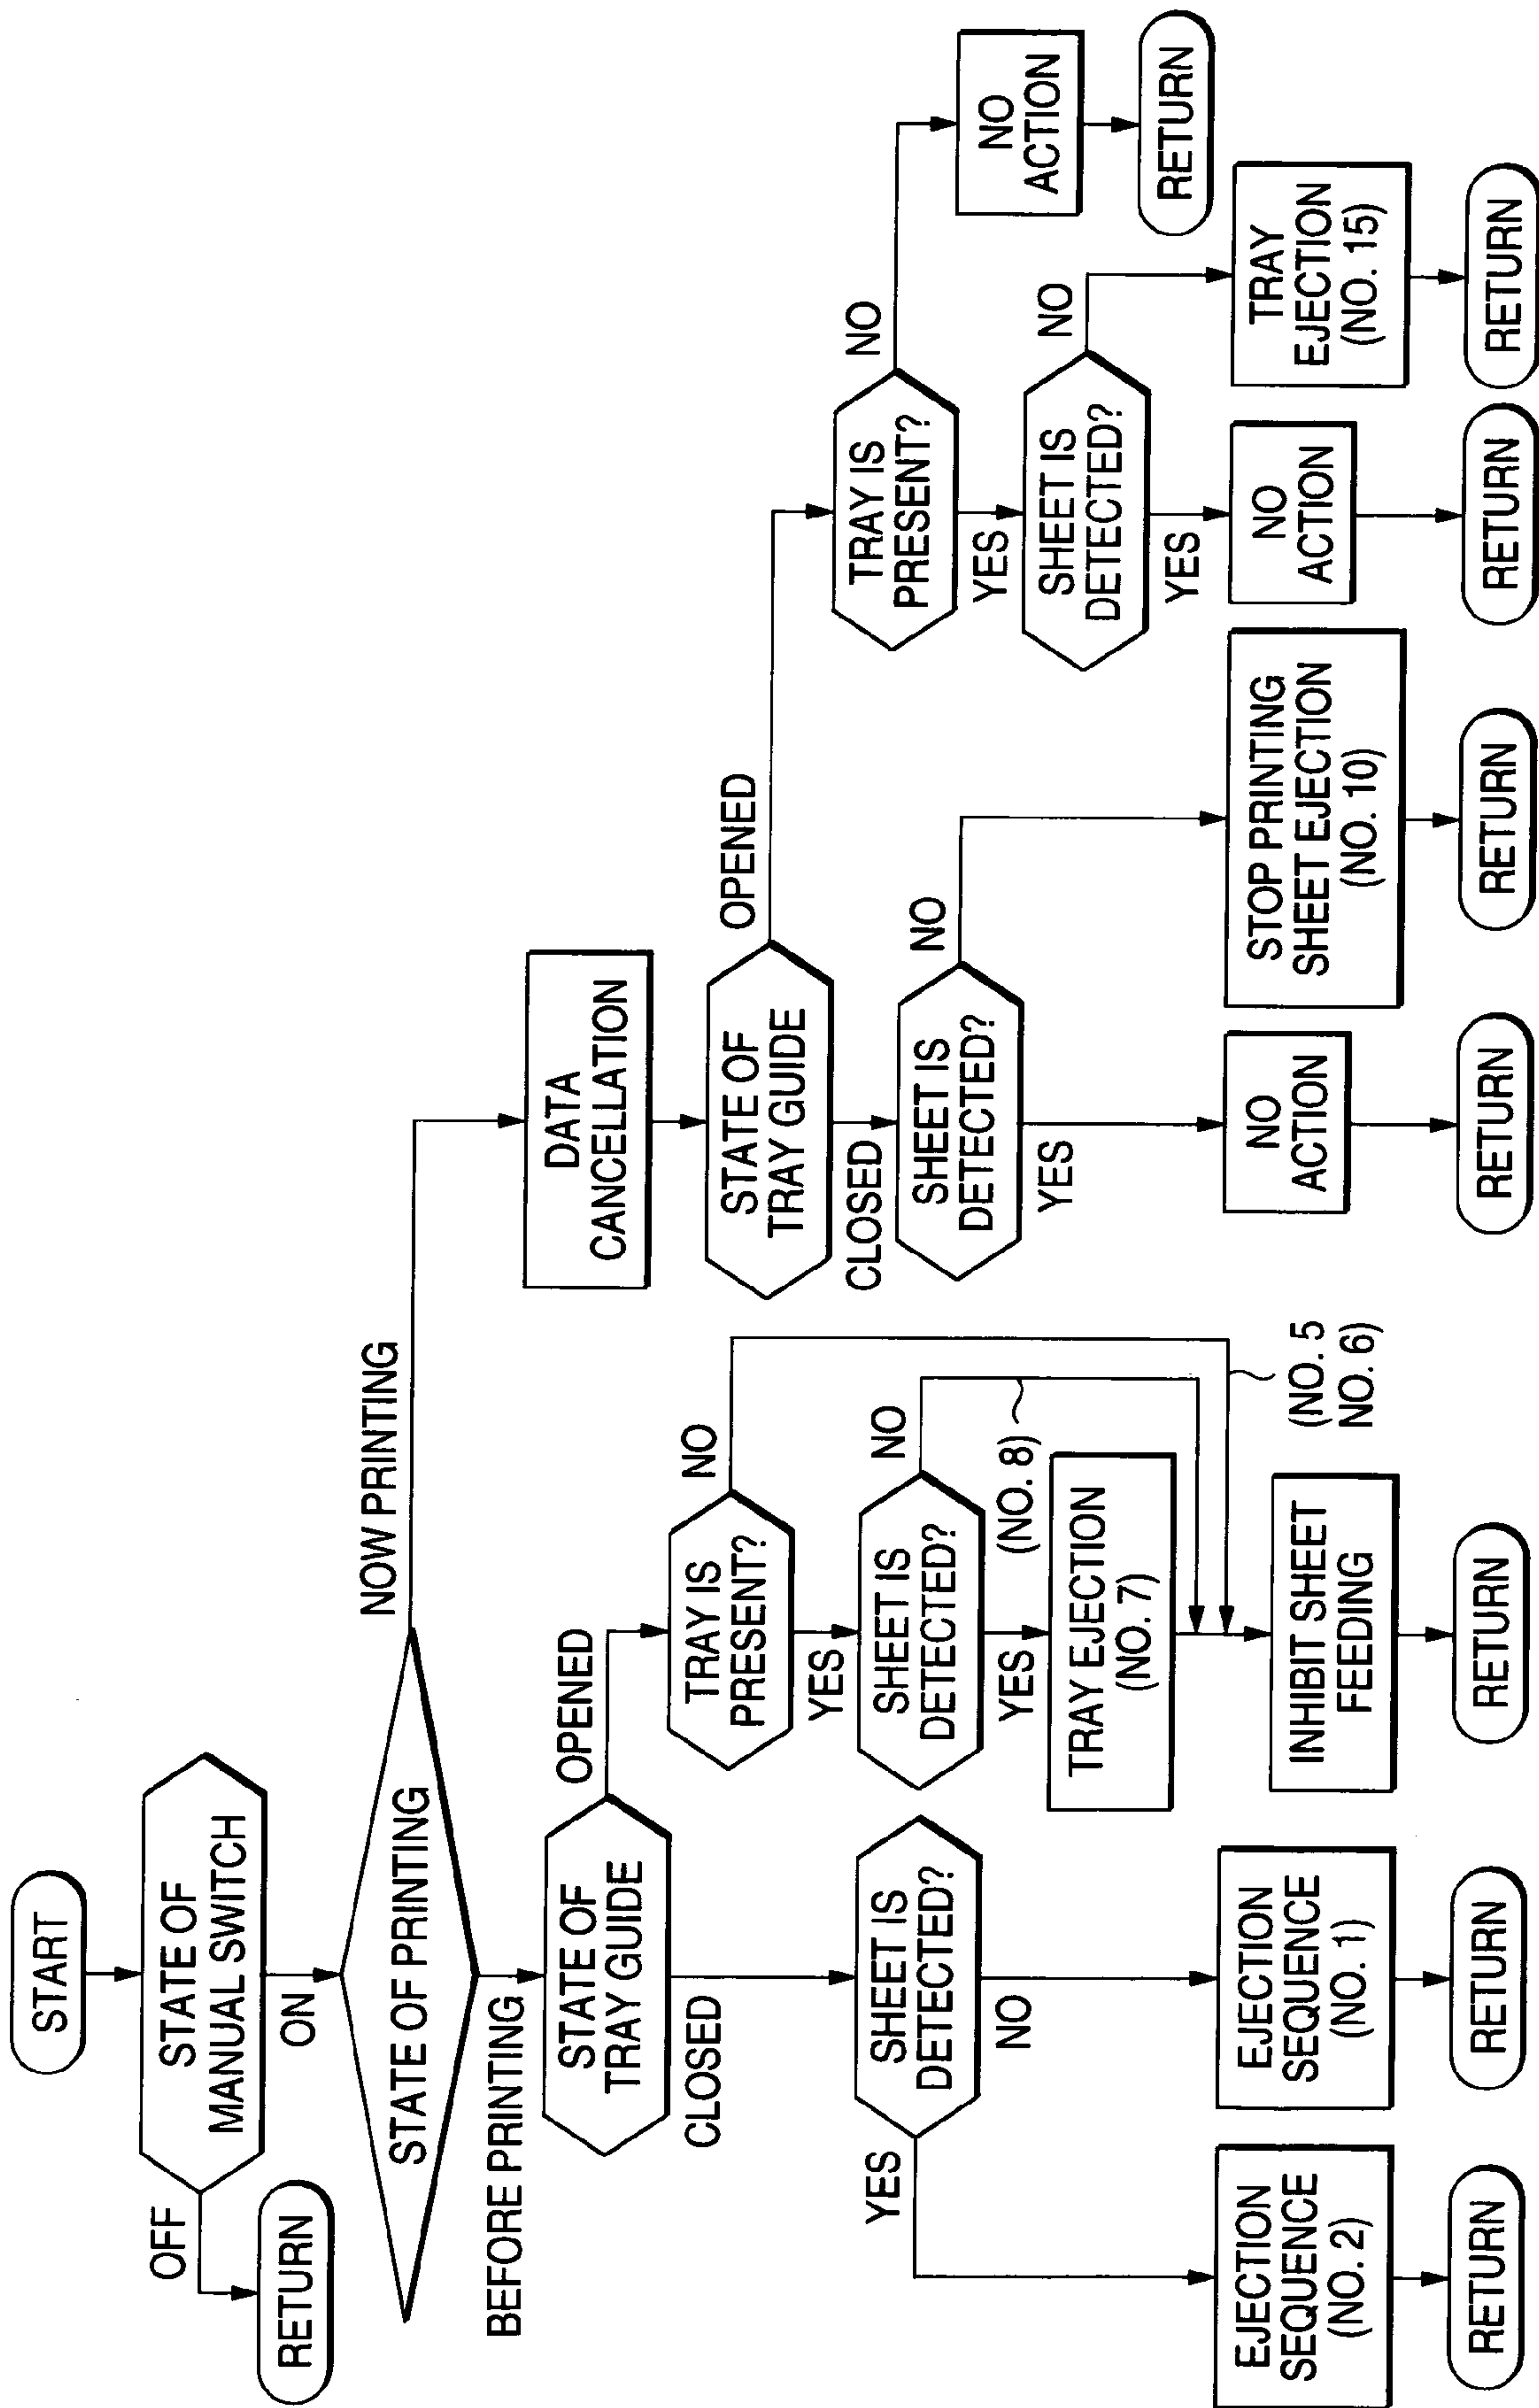 START
STATE OF
MANUAL SWITCH
OFF
RETURN
ON
STATE OF PRINTING
NOW PRINTING
BEFORE PRINTING
STATE OF
TRAY GUIDE
OPENED
CLOSED
SHEET IS
DETECTED?
YES
NO
EJECTION
SEQUENCE
(NO. 2)
RETURN
EJECTION
SEQUENCE
(NO. 1)
RETURN
TRAY IS
PRESENT?
NO
YES
SHEET IS
DETECTED?
NO
YES
(NO. 8)
TRAY EJECTION
(NO. 7)
(NO. 5
NO. 6)
INHIBIT SHEET
FEEDING
RETURN
DATA
CANCELLATION
STATE OF
TRAY GUIDE
OPENED
CLOSED
SHEET IS
DETECTED?
NO
YES
NO
ACTION
RETURN
STOP PRINTING
SHEET EJECTION
(NO. 10)
RETURN
TRAY IS
PRESENT?
NO
YES
SHEET IS
DETECTED?
NO
YES
NO
ACTION
RETURN
TRAY
EJECTION
(NO. 15)
RETURN
NO
ACTION
RETURN